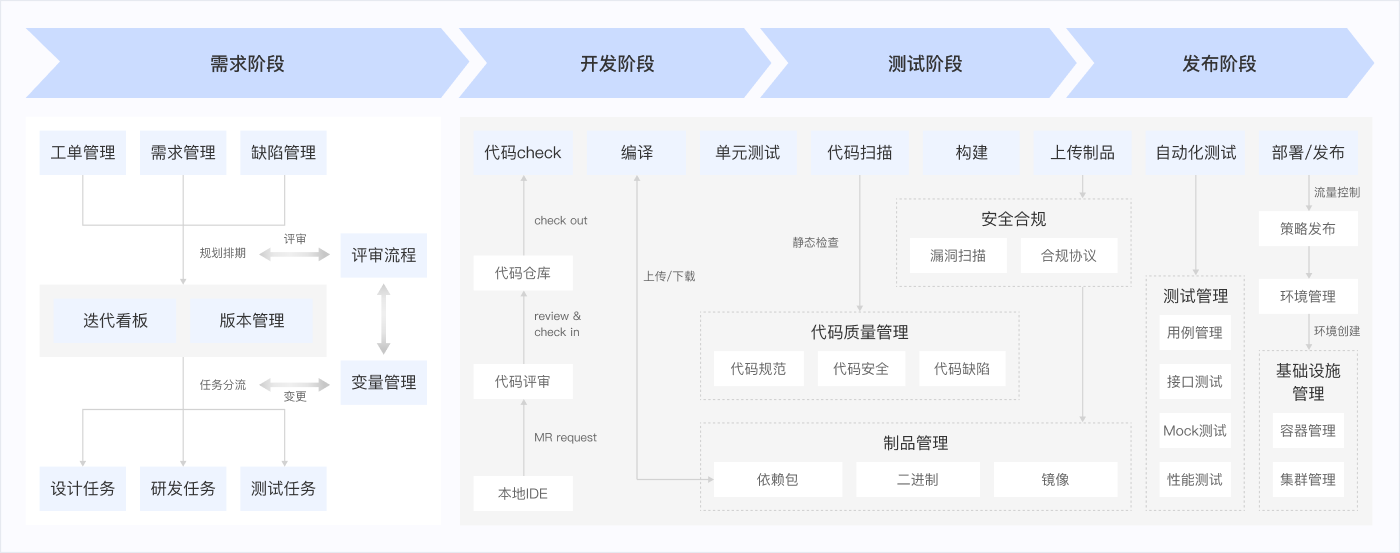 需求阶段
开发阶段
测试阶段
发布阶段
工单管理
需求管理
缺陷管理
规划排期
评审
评审流程
迭代看板
版本管理
任务分流
变更
变量管理
设计任务
研发任务
测试任务
代码check
编译
单元测试
代码扫描
构建
上传制品
自动化测试
部署/发布
check out
代码仓库
review &
check in
代码评审
MR request
本地IDE
上传/下载
静态检查
安全合规
漏洞扫描
合规协议
代码质量管理
代码规范
代码安全
代码缺陷
制品管理
依赖包
二进制
镜像
测试管理
用例管理
接口测试
Mock测试
性能测试
流量控制
策略发布
环境管理
环境创建
基础设施
管理
容器管理
集群管理